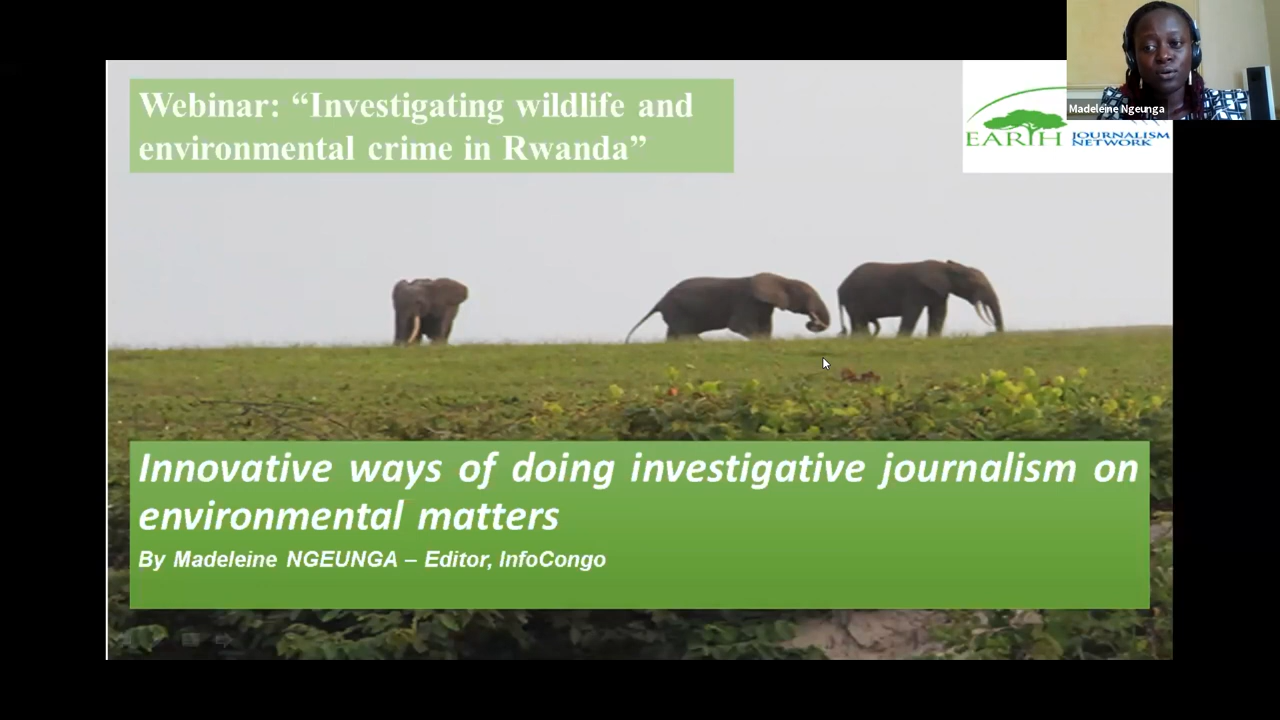 Webinar: “Investigating wildlife and
environmental crime in Rwanda”
Madeleine Ngeunga
EARTH JOURNALISM
NETWORK
Innovative ways of doing investigative journalism on
environmental matters
By Madeleine NGEUNGA – Editor, InfoCongo